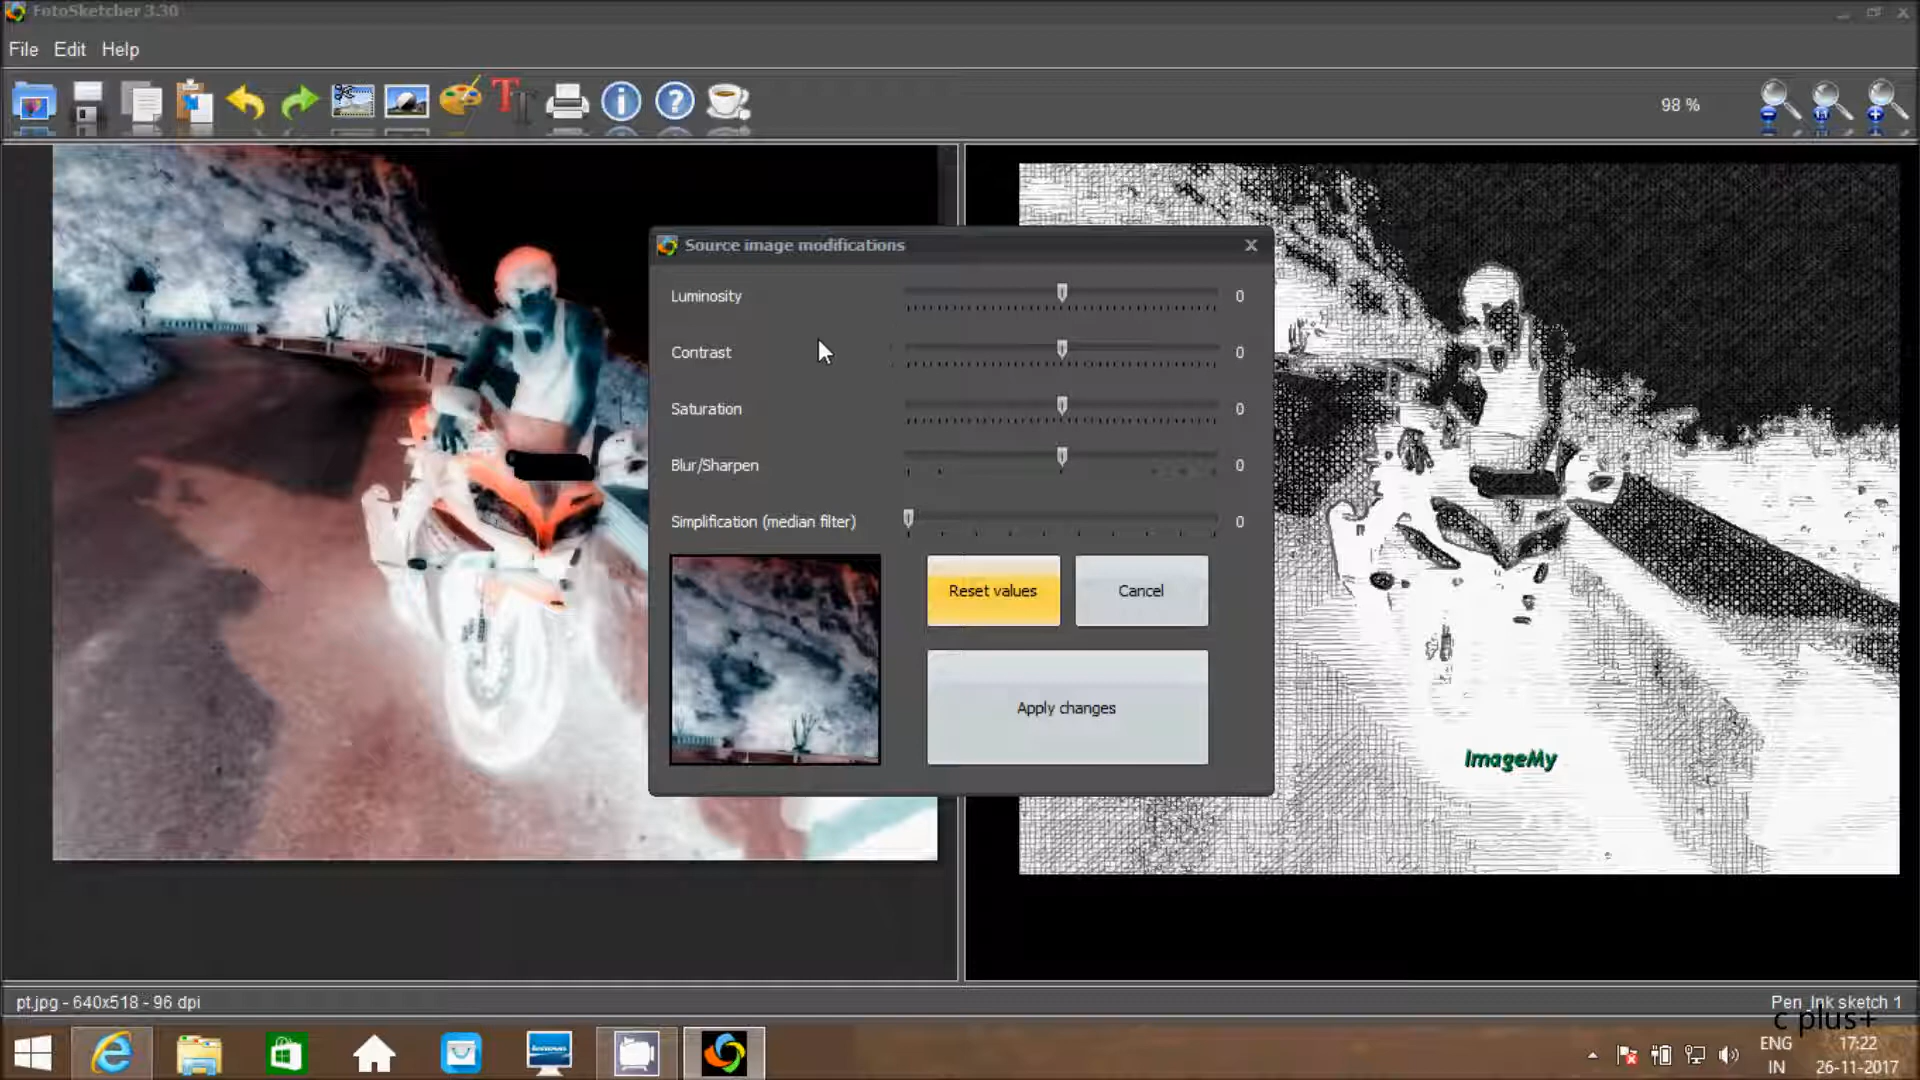 FotoSketcher 3.30
File Edit Help
98 %
Source image modifications
Luminosity 0
Contrast 0
Saturation 0
Blur/Sharpen 0
Simplification (median filter) 0
Reset values Cancel
Apply changes
ImageMy
pt.jpg - 640x518 - 96 dpi
Pen_Ink sketch 1
c plus+
ENG 17:22
IN 26-11-2017